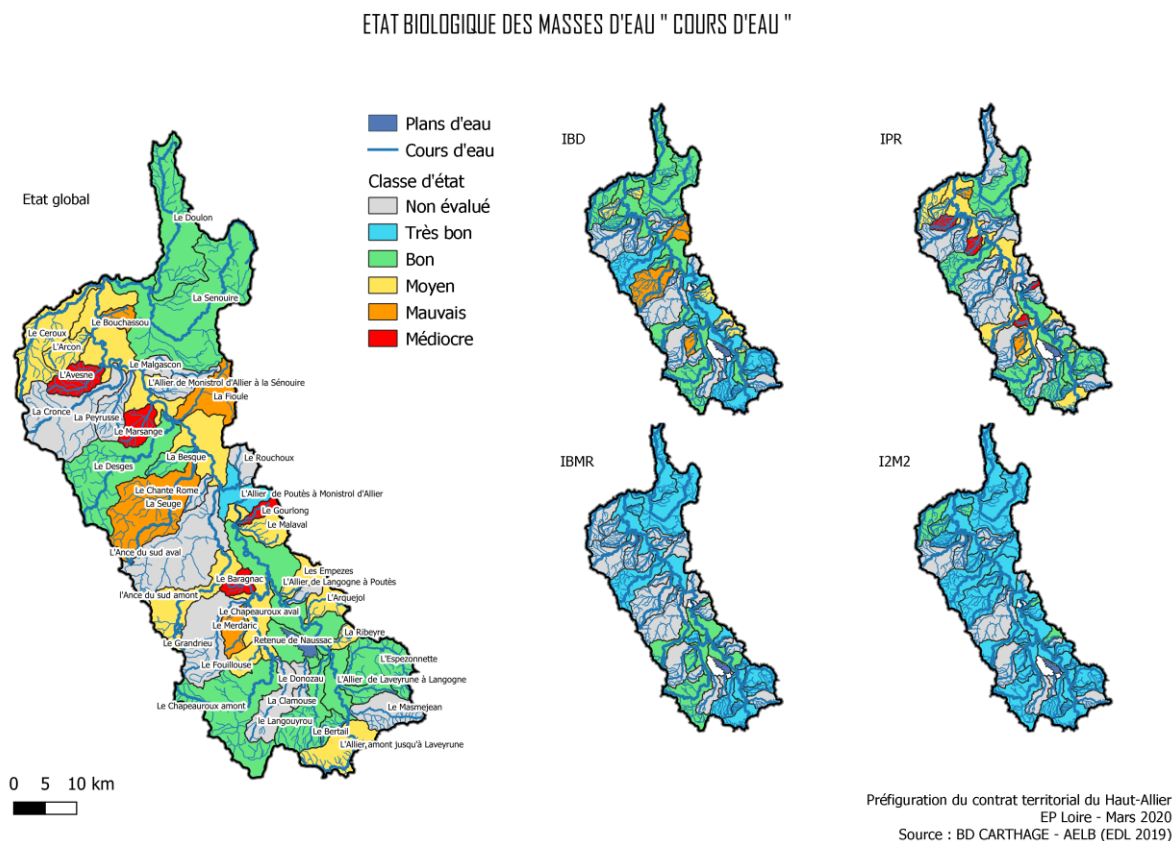 ETAT BIOLOGIQUE DES MASSES D'EAU " COURS D'EAU "
Plans d'eau
Cours d'eau
Classe d'état
Non évalué
Très bon
Bon
Moyen
Mauvais
Médiocre
Etat global
Le Doulon
La Sénouire
Le Bouchassou
Le Ceroux
L'Arcon
Le Malgascon
L'Avesne
L'Allier de Monistrol d'Allier à la Sénouire
La Fioule
La Cronce
La Peyrusse
Le Marsange
La Besque
Le Rouchoux
Le Desges
Le Chante Rome
L'Allier de Poutès à Monistrol d'Allier
La Seuge
Le Gourlong
Le Malaval
L'Ance du sud aval
Les Empezes
Le Baragnac
L'Allier de Langogne à Poutès
l'Ance du sud amont
L'Arquejol
Le Chapeauroux aval
Le Merdaric
La Ribeyre
Le Grandrieu
Retenue de Naussac
L'Espezonnette
Le Fouillouse
Le Donozau
L'Allier de Laveyrune à Langogne
La Clamouse
Le Chapeauroux amont
Le Masmejean
le Langouyrou
Le Bertail
L'Allier amont jusqu'à Laveyrune
0 5 10 km
IBD
IPR
IBMR
I2M2
Préfiguration du contrat territorial du Haut-Allier
EP Loire - Mars 2020
Source : BD CARTHAGE - AELB (EDL 2019)